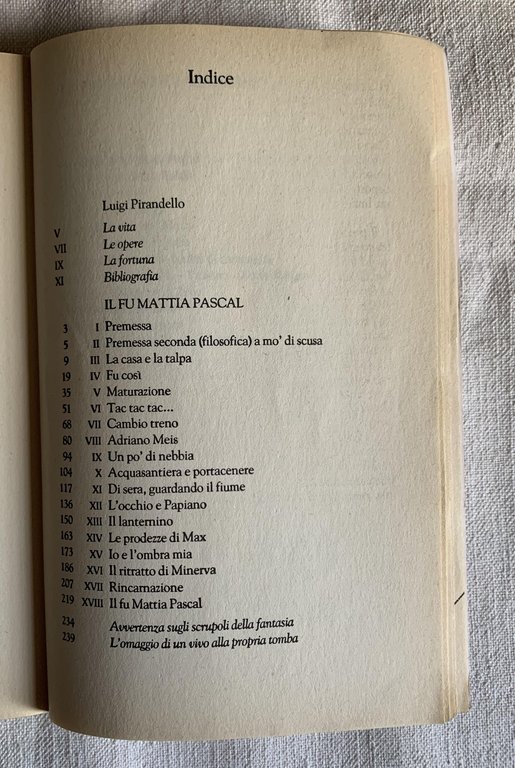 Indice
Luigi Pirandello
V La vita
VII Le opere
IX La fortuna
XI Bibliografia
IL FU MATTIA PASCAL
3 I Premessa
5 II Premessa seconda (filosofica) a mo' di scusa
9 III La casa e la talpa
19 IV Fu così
35 V Maturazione
51 VI Tac tac tac...
68 VII Cambio treno
80 VIII Adriano Meis
94 IX Un po' di nebbia
104 X Acquasantiera e portacenere
117 XI Di sera, guardando il fiume
136 XII L'occhio e Papiano
150 XIII Il lanternino
163 XIV Le prodezze di Max
173 XV Io e l'ombra mia
186 XVI Il ritratto di Minerva
207 XVII Rincarnazione
219 XVIII Il fu Mattia Pascal
234 Avvertenza sugli scrupoli della fantasia
239 L'omaggio di un vivo alla propria tomba